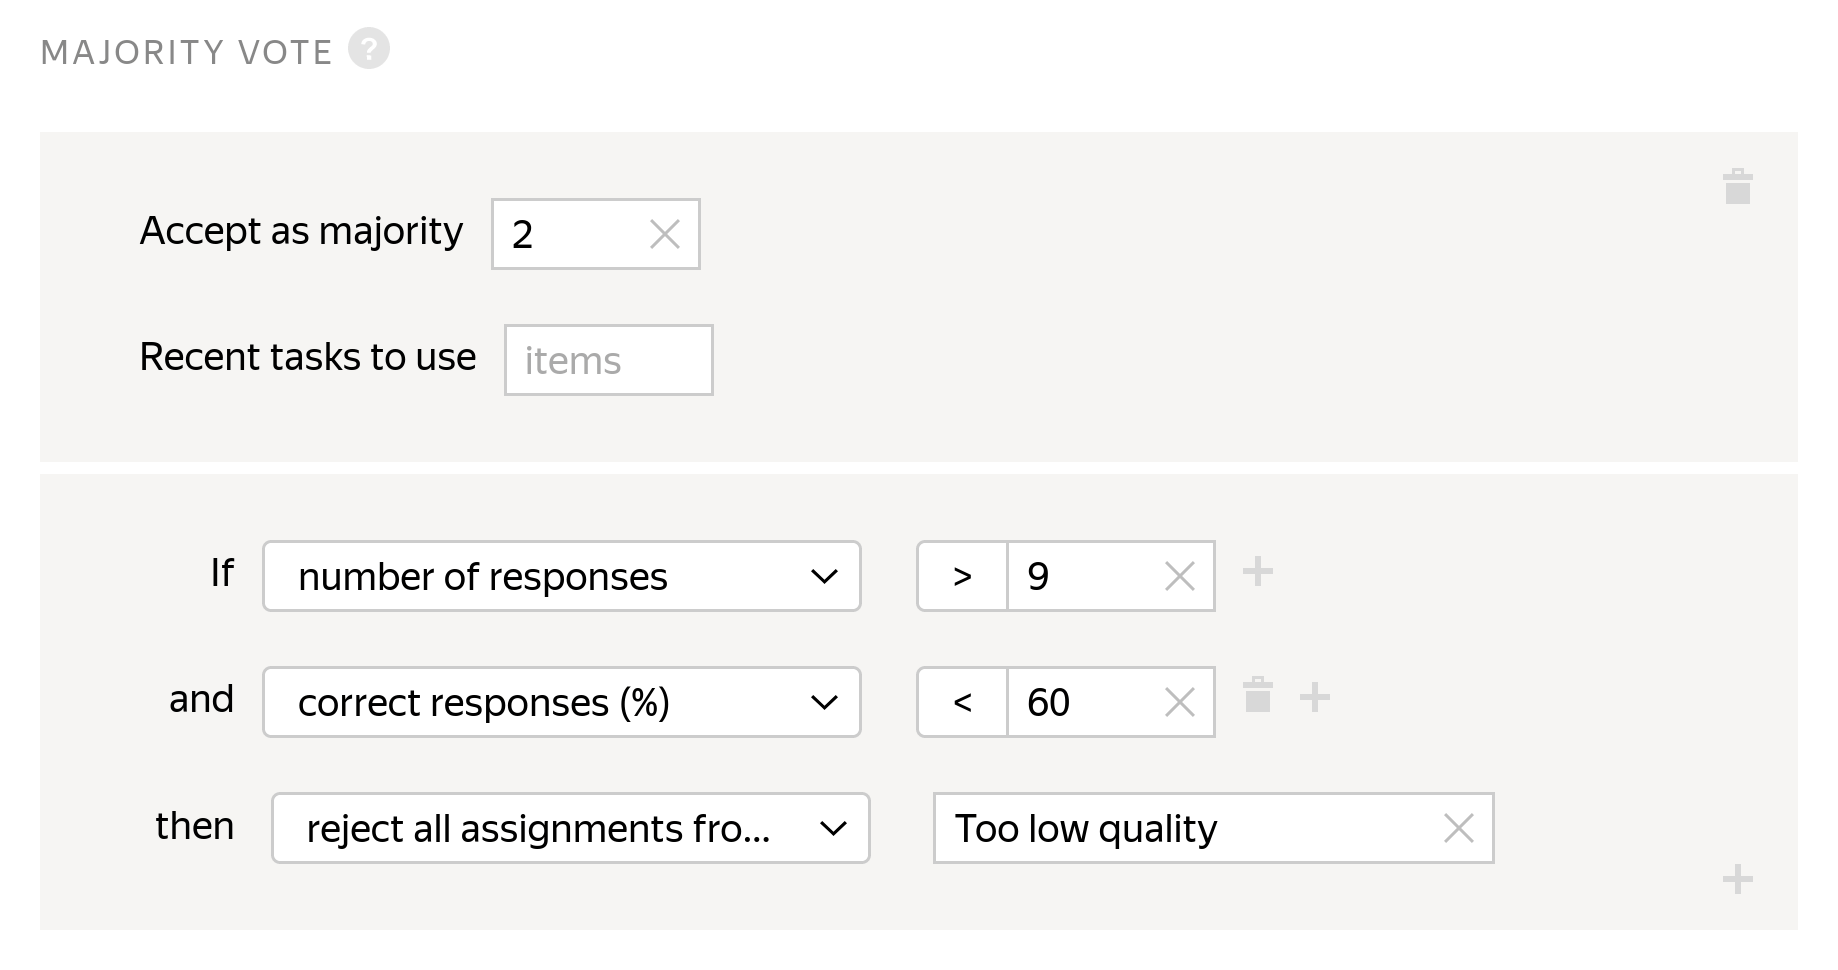 MAJORITY VOTE ?
Accept as majority 2
Recent tasks to use items
If number of responses > 9
and correct responses (%) < 60
then reject all assignments fro... Too low quality